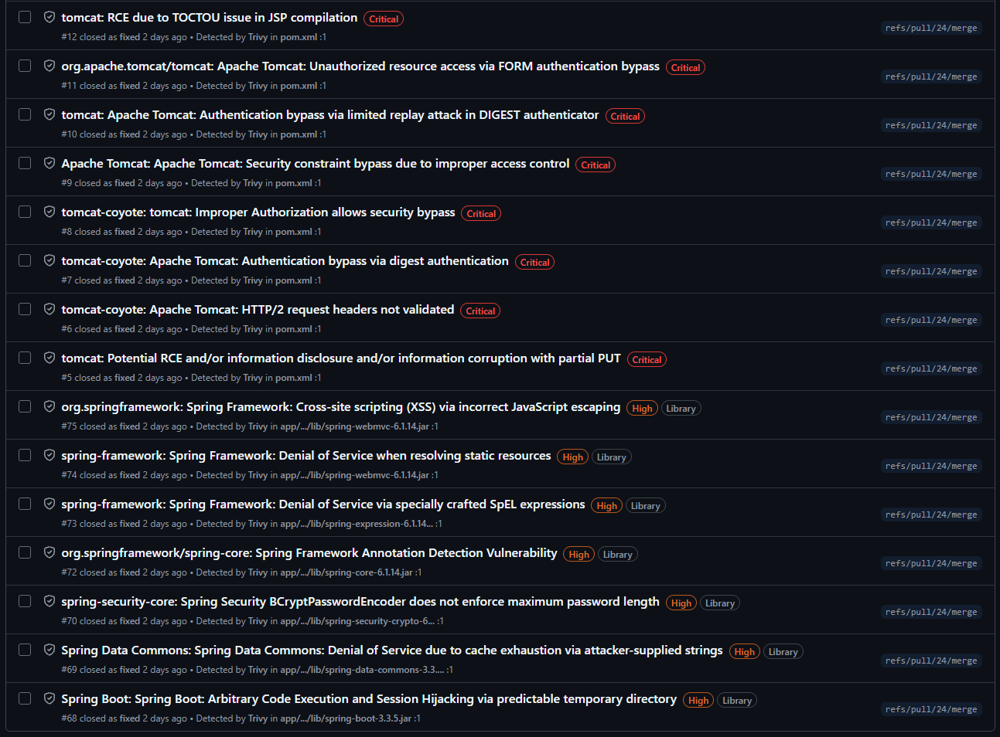 tomcat: RCE due to TOCTOU issue in JSP compilation Critical
#12 closed as fixed 2 days ago • Detected by Trivy in pom.xml :1
refs/pull/24/merge
org.apache.tomcat/tomcat: Apache Tomcat: Unauthorized resource access via FORM authentication bypass Critical
#11 closed as fixed 2 days ago • Detected by Trivy in pom.xml :1
refs/pull/24/merge
tomcat: Apache Tomcat: Authentication bypass via limited replay attack in DIGEST authenticator Critical
#10 closed as fixed 2 days ago • Detected by Trivy in pom.xml :1
refs/pull/24/merge
Apache Tomcat: Apache Tomcat: Security constraint bypass due to improper access control Critical
#9 closed as fixed 2 days ago • Detected by Trivy in pom.xml :1
refs/pull/24/merge
tomcat-coyote: tomcat: Improper Authorization allows security bypass Critical
#8 closed as fixed 2 days ago • Detected by Trivy in pom.xml :1
refs/pull/24/merge
tomcat-coyote: Apache Tomcat: Authentication bypass via digest authentication Critical
#7 closed as fixed 2 days ago • Detected by Trivy in pom.xml :1
refs/pull/24/merge
tomcat-coyote: Apache Tomcat: HTTP/2 request headers not validated Critical
#6 closed as fixed 2 days ago • Detected by Trivy in pom.xml :1
refs/pull/24/merge
tomcat: Potential RCE and/or information disclosure and/or information corruption with partial PUT Critical
#5 closed as fixed 2 days ago • Detected by Trivy in pom.xml :1
refs/pull/24/merge
org.springframework: Spring Framework: Cross-site scripting (XSS) via incorrect JavaScript escaping High Library
#75 closed as fixed 2 days ago • Detected by Trivy in app/.../lib/spring-webmvc-6.1.14.jar :1
refs/pull/24/merge
spring-framework: Spring Framework: Denial of Service when resolving static resources High Library
#74 closed as fixed 2 days ago • Detected by Trivy in app/.../lib/spring-webmvc-6.1.14.jar :1
refs/pull/24/merge
spring-framework: Spring Framework: Denial of Service via specially crafted SpEL expressions High Library
#73 closed as fixed 2 days ago • Detected by Trivy in app/.../lib/spring-expression-6.1.14... :1
refs/pull/24/merge
org.springframework/spring-core: Spring Framework Annotation Detection Vulnerability High Library
#72 closed as fixed 2 days ago • Detected by Trivy in app/.../lib/spring-core-6.1.14.jar :1
refs/pull/24/merge
spring-security-core: Spring Security BCryptPasswordEncoder does not enforce maximum password length High Library
#70 closed as fixed 2 days ago • Detected by Trivy in app/.../lib/spring-security-crypto-6... :1
refs/pull/24/merge
Spring Data Commons: Spring Data Commons: Denial of Service due to cache exhaustion via attacker-supplied strings High Library
#69 closed as fixed 2 days ago • Detected by Trivy in app/.../lib/spring-data-commons-3.3.... :1
refs/pull/24/merge
Spring Boot: Spring Boot: Arbitrary Code Execution and Session Hijacking via predictable temporary directory High Library
#68 closed as fixed 2 days ago • Detected by Trivy in app/.../lib/spring-boot-3.3.5.jar :1
refs/pull/24/merge